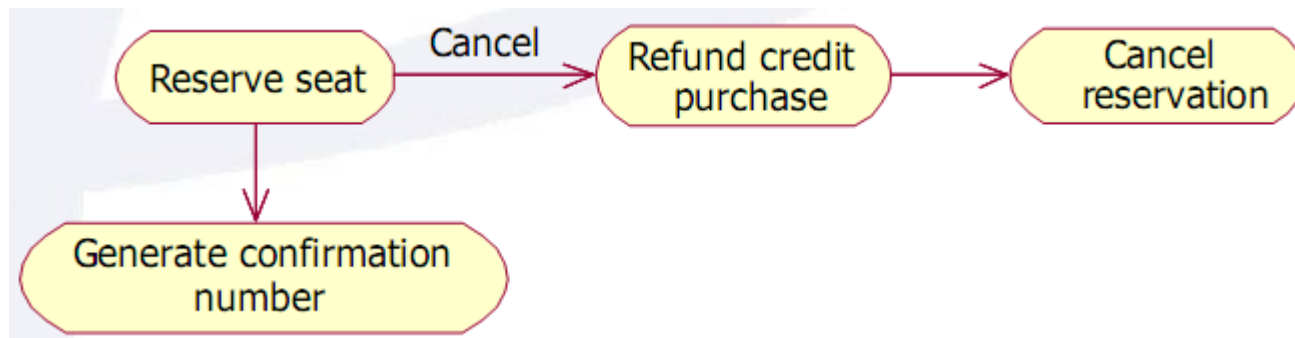 Reserve seat
Cancel
Refund credit
purchase
Cancel
reservation
Generate confirmation
number